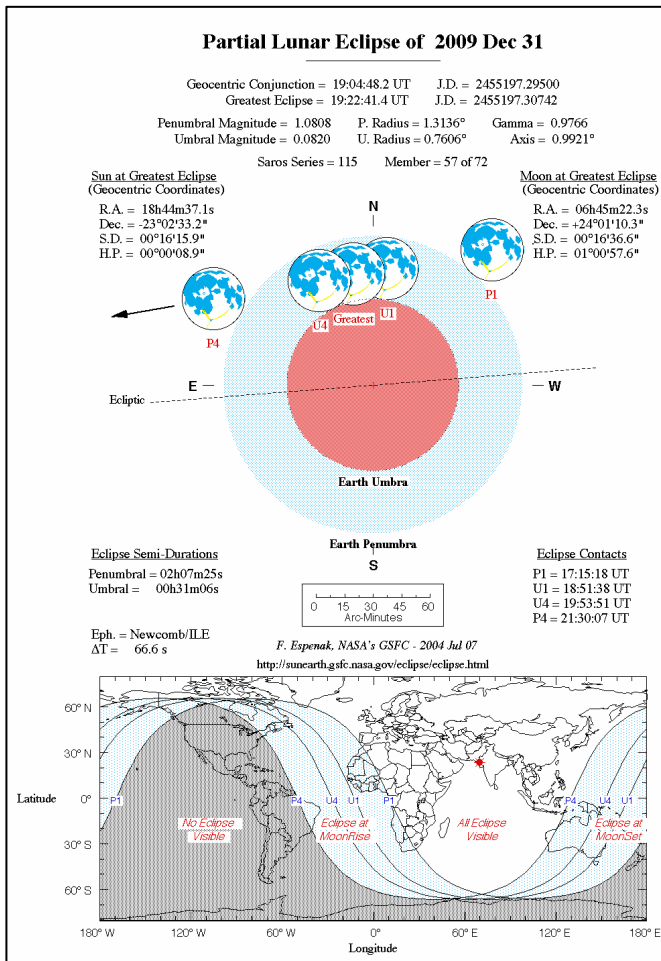 Partial Lunar Eclipse of 2009 Dec 31
Geocentric Conjunction = 19:04:48.2 UT J.D. = 2455197.29500
Greatest Eclipse = 19:22:41.4 UT J.D. = 2455197.30742
Penumbral Magnitude = 1.0808 P. Radius = 1.3136° Gamma = 0.9766
Umbral Magnitude = 0.0820 U. Radius = 0.7606° Axis = 0.9921°
Saros Series = 115 Member = 57 of 72
Sun at Greatest Eclipse
(Geocentric Coordinates)
R.A. = 18h44m37.1s
Dec. = -23°02'33.2"
S.D. = 00°16'15.9"
H.P. = 00°00'08.9"
Moon at Greatest Eclipse
(Geocentric Coordinates)
R.A. = 06h45m22.3s
Dec. = +24°01'10.3"
S.D. = 00°16'36.6"
H.P. = 01°00'57.6"
N
P1
P4
U4
Greatest
U1
E
W
Ecliptic
Earth Umbra
Earth Penumbra
S
Eclipse Semi-Durations
Penumbral = 02h07m25s
Umbral = 00h31m06s
Eph. = Newcomb/ILE
ΔT = 66.6 s
0 15 30 45 60
Arc-Minutes
Eclipse Contacts
P1 = 17:15:18 UT
U1 = 18:51:38 UT
U4 = 19:53:51 UT
P4 = 21:30:07 UT
F. Espenak, NASA's GSFC - 2004 Jul 07
http://sunearth.gsfc.nasa.gov/eclipse/eclipse.html
60° N
30° N
Latitude
0°
30° S
60° S
P1 P4 U4 U1 P1 P4 U4 U1
No Eclipse
Visible
Eclipse at
MoonRise
All Eclipse
Visible
Eclipse at
MoonSet
180° W 120° W 60° W 0° 60° E 120° E 180° E
Longitude